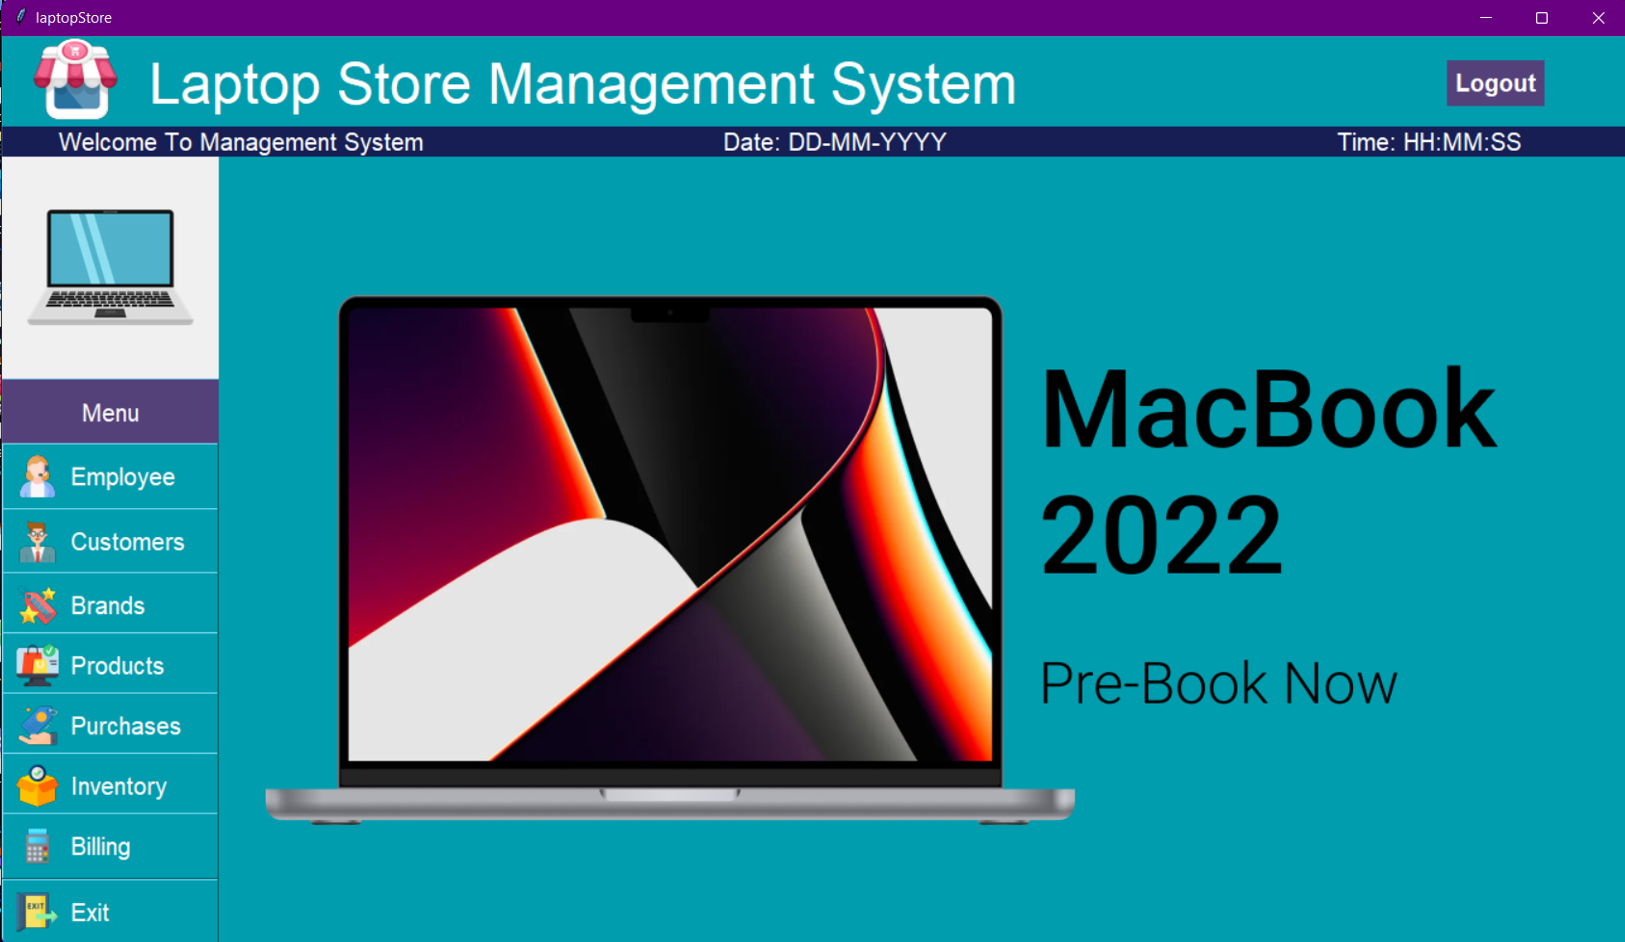 laptopStore
Laptop Store Management System
Logout
Welcome To Management System
Date: DD-MM-YYYY
Time: HH:MM:SS
Menu
Employee
Customers
Brands
Products
Purchases
Inventory
Billing
EXIT
Exit
MacBook
2022
Pre-Book Now